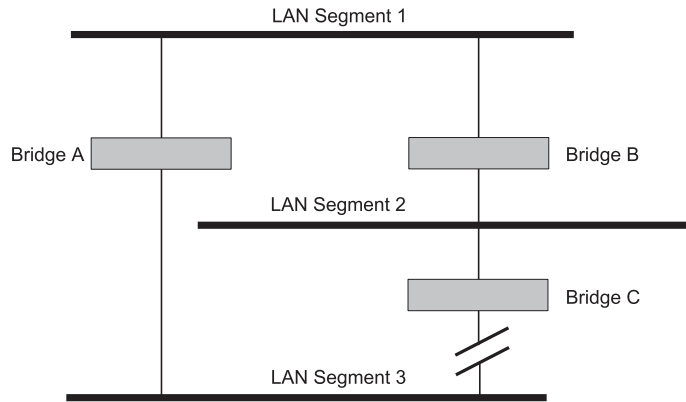 LAN Segment 1
Bridge A
Bridge B
LAN Segment 2
Bridge C
LAN Segment 3